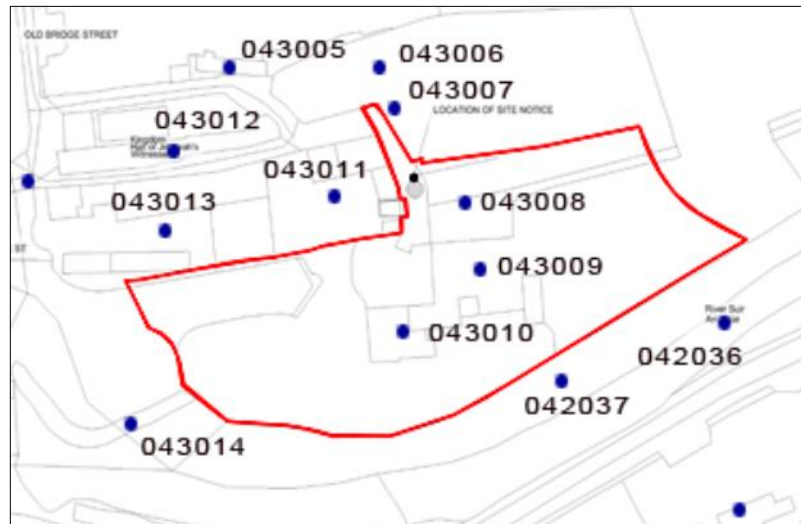 OLD BRIDGE STREET
043005
043006
043007
LOCATION OF SITE NOTICE
043012
Kingdom
Hall of Jehovah's
Witnesses
043011
043008
043013
ST
043009
River Suir
043010
042036
042037
043014